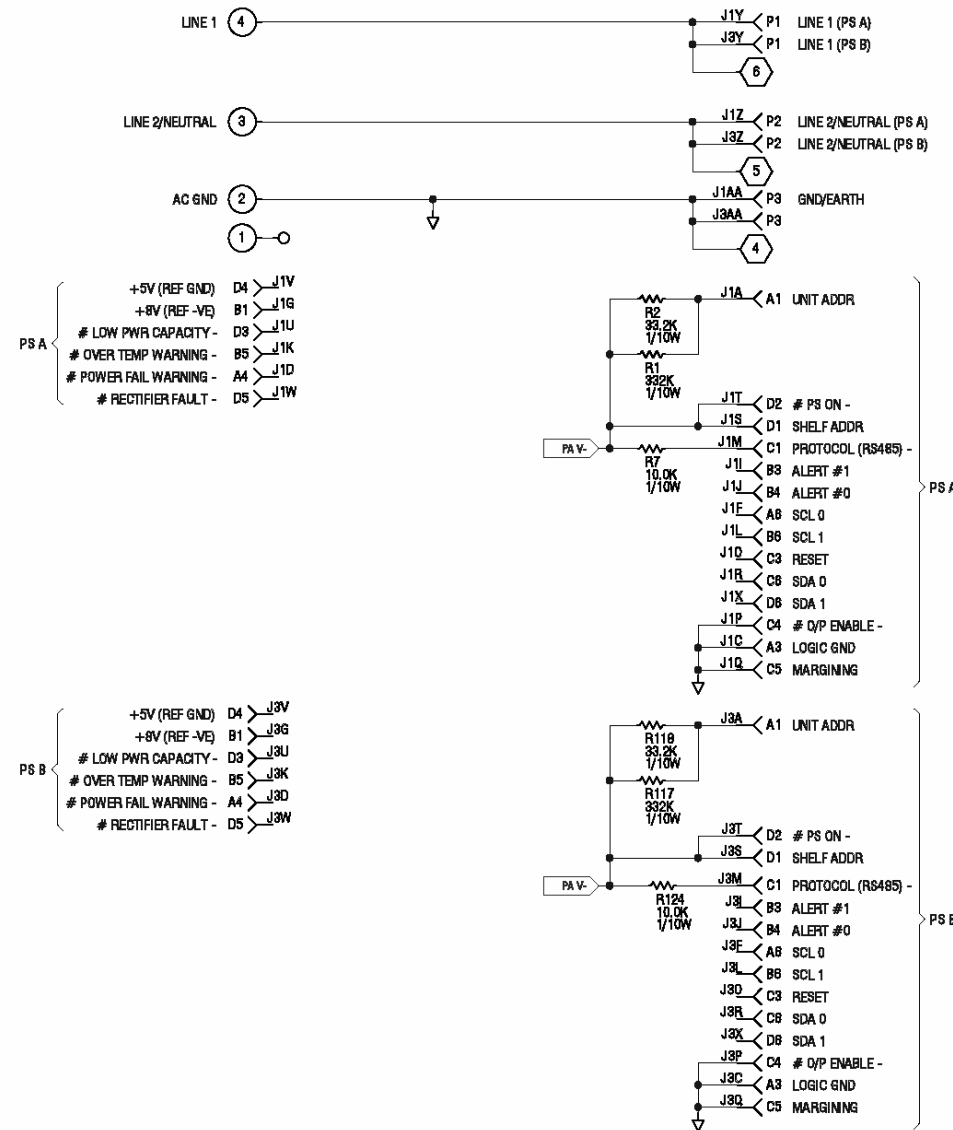 LINE 1 4 J1Y P1 LINE 1 (PS A)
J3Y P1 LINE 1 (PS B)
6
LINE 2/NEUTRAL 3 J1Z P2 LINE 2/NEUTRAL (PS A)
J3Z P2 LINE 2/NEUTRAL (PS B)
5
AC GND 2 J1AA P3 GND/EARTH
J3AA P3
1 4
PS A
+5V (REF GND) D4 J1V
+8V (REF -VE) B1 J1G
# LOW PWR CAPACITY - D3 J1U
# OVER TEMP WARNING - B5 J1K
# POWER FAIL WARNING - A4 J1D
# RECTIFIER FAULT - D5 J1W
J1A A1 UNIT ADDR
R2
33.2K
1/10W
R1
332K
1/10W
J1T D2 # PS ON -
J1S D1 SHELF ADDR
PA V- J1M C1 PROTOCOL (RS485) -
R7
10.0K
1/10W
J1I B3 ALERT #1
J1J B4 ALERT #0
J1F A6 SCL 0
J1L B6 SCL 1
J1O C3 RESET
J1R C6 SDA 0
J1X D6 SDA 1
J1P C4 # O/P ENABLE -
J1C A3 LOGIC GND
J1Q C5 MARGINING
PS A
PS B
+5V (REF GND) D4 J3V
+8V (REF -VE) B1 J3G
# LOW PWR CAPACITY - D3 J3U
# OVER TEMP WARNING - B5 J3K
# POWER FAIL WARNING - A4 J3D
# RECTIFIER FAULT - D5 J3W
J3A A1 UNIT ADDR
R118
33.2K
1/10W
R117
332K
1/10W
J3T D2 # PS ON -
J3S D1 SHELF ADDR
PA V- J3M C1 PROTOCOL (RS485) -
R124
10.0K
1/10W
J3I B3 ALERT #1
J3J B4 ALERT #0
J3F A6 SCL 0
J3L B6 SCL 1
J3O C3 RESET
J3R C6 SDA 0
J3X D6 SDA 1
J3P C4 # O/P ENABLE -
J3C A3 LOGIC GND
J3Q C5 MARGINING
PS B